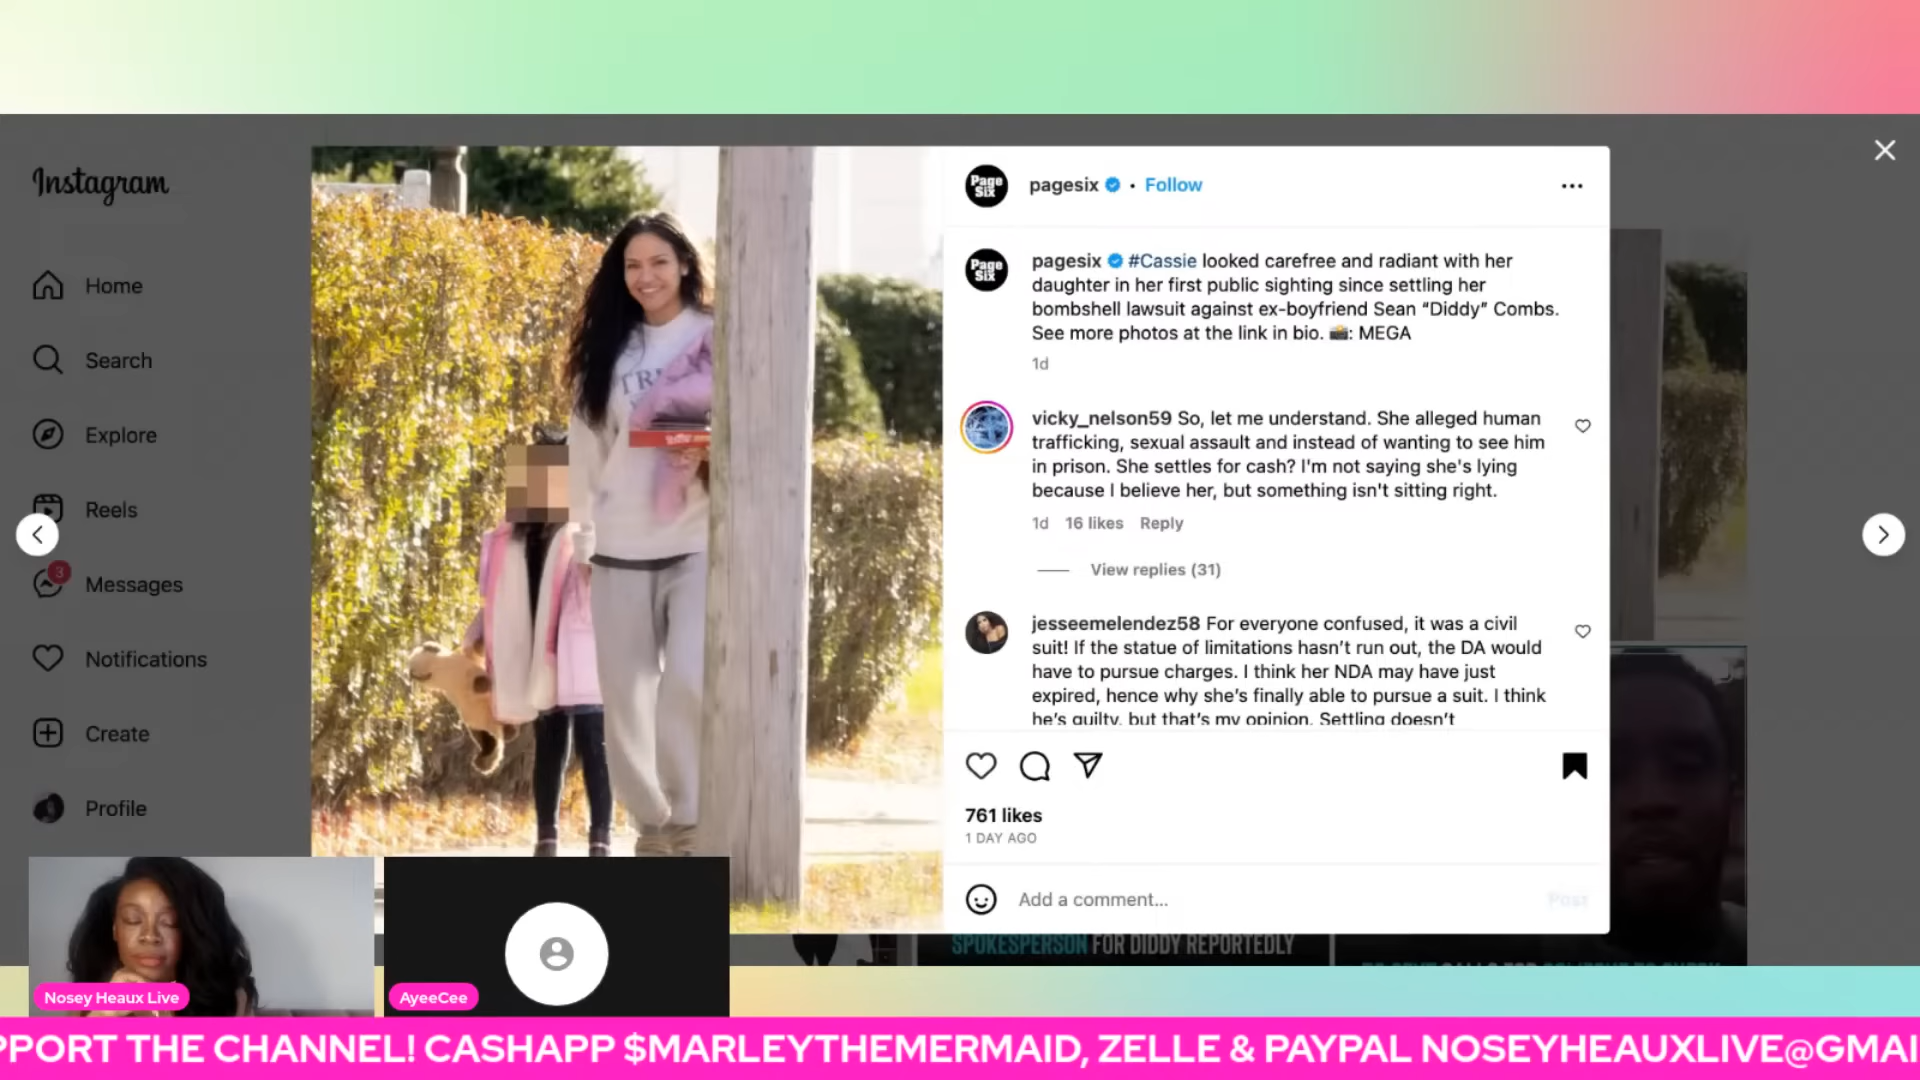 Instagram
Home
Search
Explore
Reels
3
Messages
Notifications
Create
Profile
Page
Six
pagesix • Follow
Page
Six
pagesix #Cassie looked carefree and radiant with her
daughter in her first public sighting since settling her
bombshell lawsuit against ex-boyfriend Sean “Diddy” Combs.
See more photos at the link in bio. 📸: MEGA
1d
vicky_nelson59 So, let me understand. She alleged human
trafficking, sexual assault and instead of wanting to see him
in prison. She settles for cash? I'm not saying she's lying
because I believe her, but something isn't sitting right.
1d 16 likes Reply
View replies (31)
jesseemelendez58 For everyone confused, it was a civil
suit! If the statue of limitations hasn’t run out, the DA would
have to pursue charges. I think her NDA may have just
expired, hence why she’s finally able to pursue a suit. I think
he’s guilty, but that’s my opinion. Settling doesn’t
761 likes
1 DAY AGO
Add a comment...
Post
SPOKESPERSON FOR DIDDY REPORTEDLY
Nosey Heaux Live
AyeeCee
PPORT THE CHANNEL! CASHAPP $MARLEYTHEMERMAID, ZELLE & PAYPAL NOSEYHEAUXLIVE@GMAI